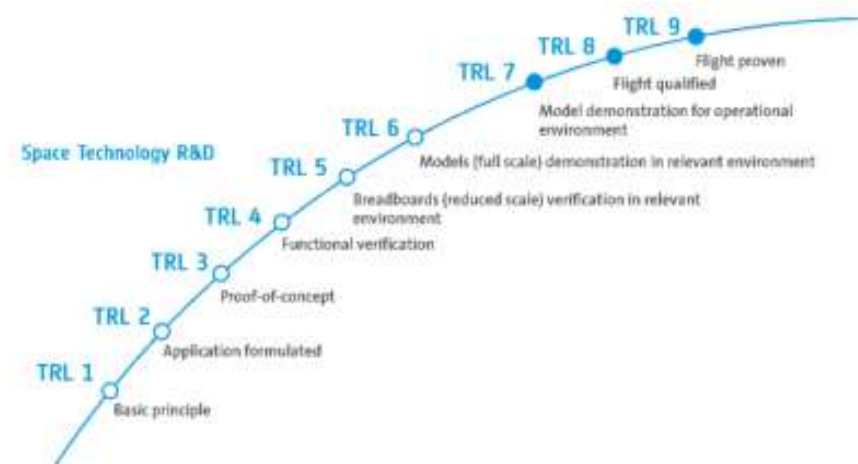 TRL 9
Flight proven
TRL 8
Flight qualified
TRL 7
Model demonstration for operational
environment
TRL 6
Models (full scale) demonstration in relevant environment
Space Technology R&D
TRL 5
Breadboards (reduced scale) verification in relevant
environment
TRL 4
Functional verification
TRL 3
Proof-of-concept
TRL 2
Application formulated
TRL 1
Basic principle